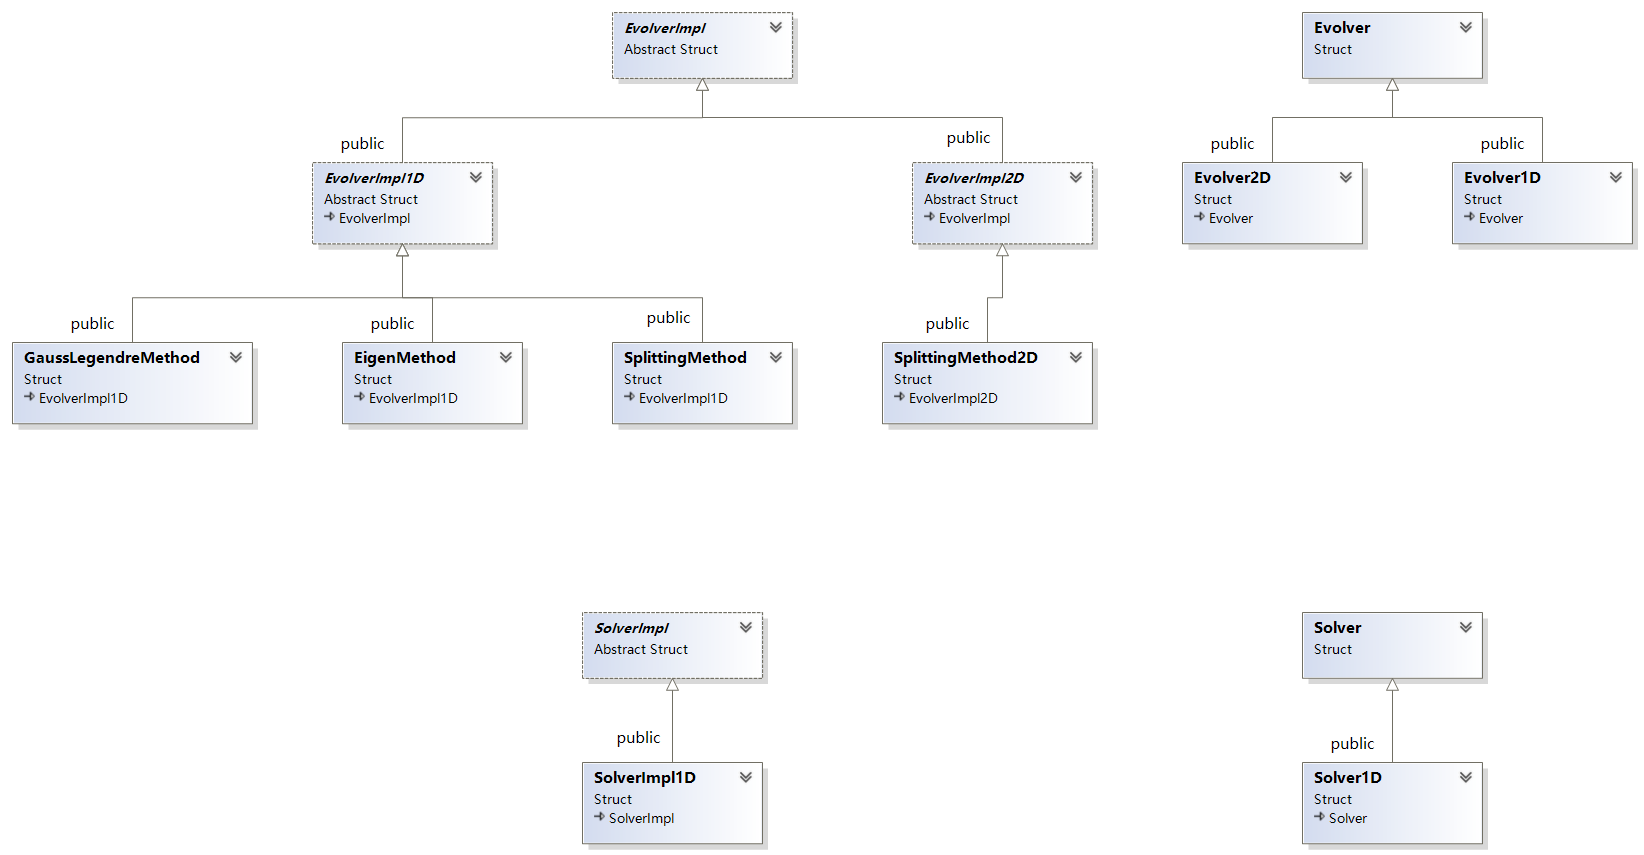 EvolverImpl
Abstract Struct
Evolver
Struct
public
public
public
public
EvolverImpl1D
Abstract Struct
EvolverImpl
EvolverImpl2D
Abstract Struct
EvolverImpl
Evolver2D
Struct
Evolver
Evolver1D
Struct
Evolver
public
public
public
public
GaussLegendreMethod
Struct
EvolverImpl1D
EigenMethod
Struct
EvolverImpl1D
SplittingMethod
Struct
EvolverImpl1D
SplittingMethod2D
Struct
EvolverImpl2D
SolverImpl
Abstract Struct
Solver
Struct
public
public
SolverImpl1D
Struct
SolverImpl
Solver1D
Struct
Solver